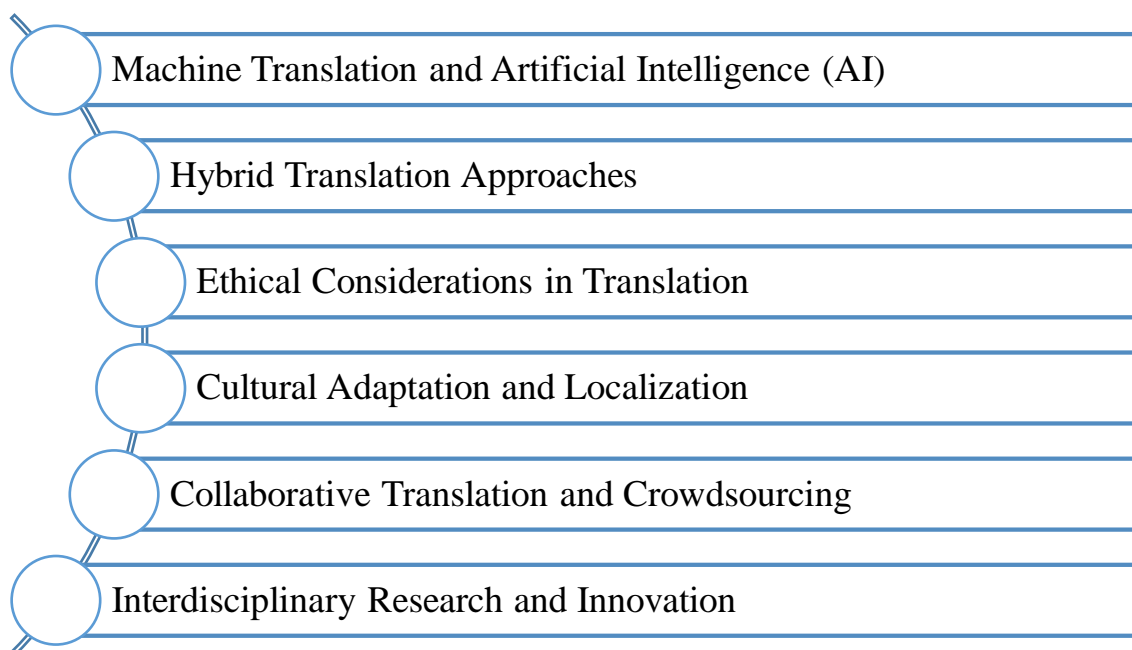 Machine Translation and Artificial Intelligence (AI)
Hybrid Translation Approaches
Ethical Considerations in Translation
Cultural Adaptation and Localization
Collaborative Translation and Crowdsourcing
Interdisciplinary Research and Innovation